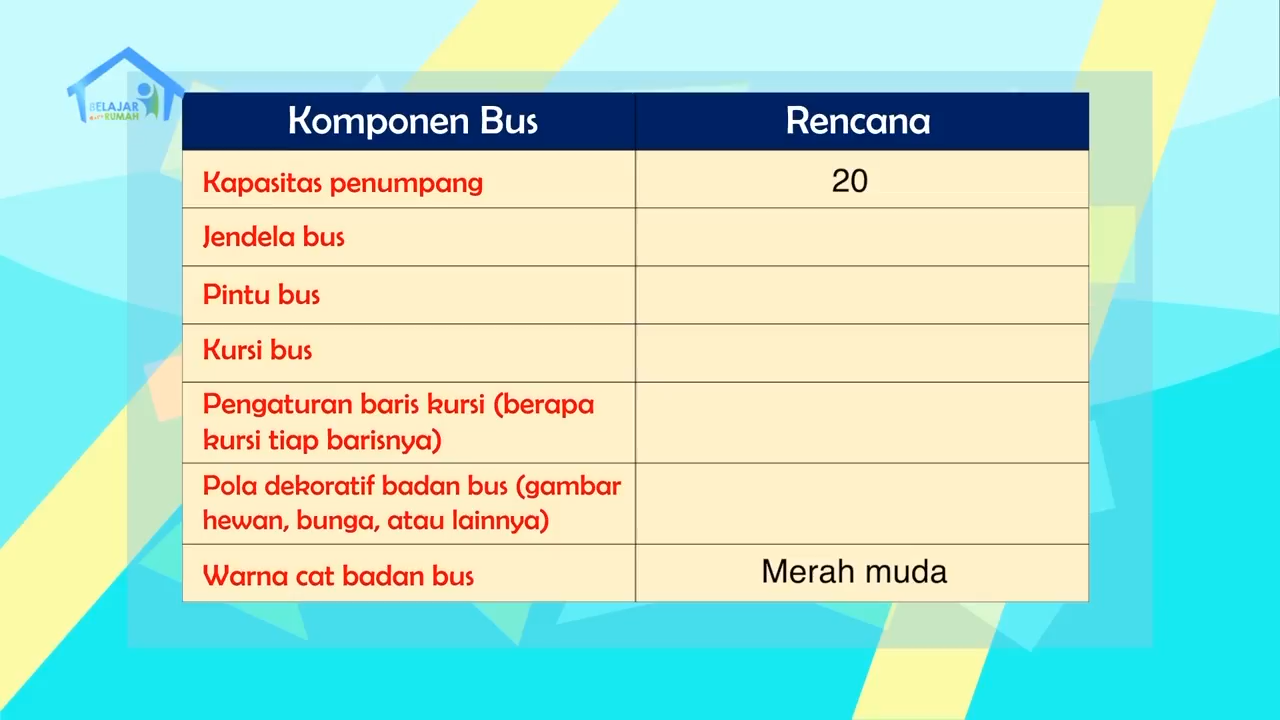 BELAJAR
DARI RUMAH
Komponen Bus Rencana
Kapasitas penumpang 20
Jendela bus
Pintu bus
Kursi bus
Pengaturan baris kursi (berapa
kursi tiap barisnya)
Pola dekoratif badan bus (gambar
hewan, bunga, atau lainnya)
Warna cat badan bus Merah muda